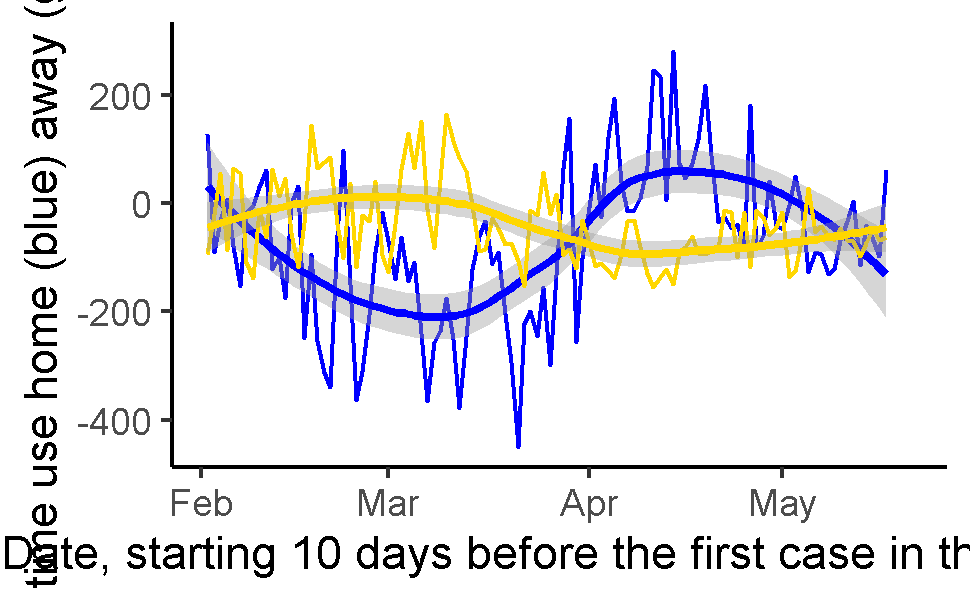 time use home (blue) away (
200
0
-200
-400
Feb Mar Apr May
Date, starting 10 days before the first case in th